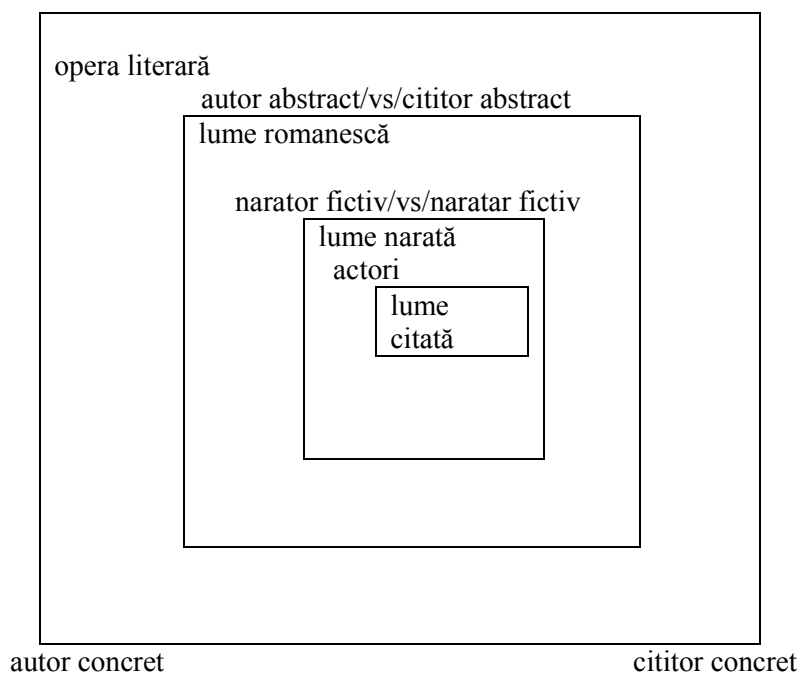 opera literară
autor abstract/vs/cititor abstract
lume romanescă
narator fictiv/vs/naratar fictiv
lume narată
actori
lume
citată
autor concret
cititor concret